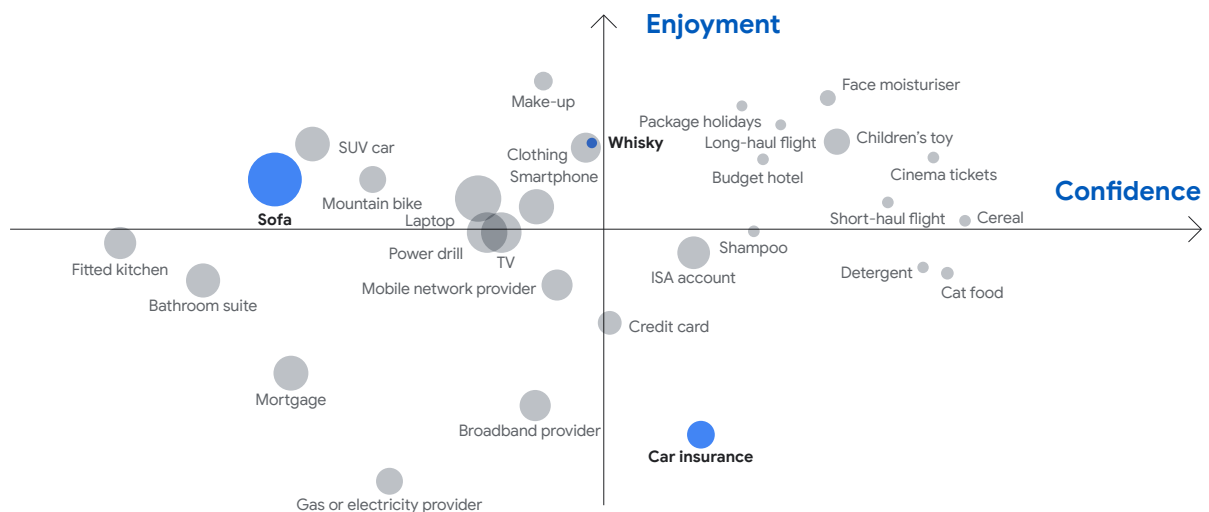 Enjoyment
Face moisturiser
Make-up
Package holidays
Children's toy
Whisky
Long-haul flight
SUV car
Clothing
Cinema tickets
Smartphone
Budget hotel
Confidence
Mountain bike
Sofa
Laptop
Short-haul flight
Cereal
Shampoo
Power drill
TV
Fitted kitchen
Detergent
ISA account
Mobile network provider
Cat food
Bathroom suite
Credit card
Mortgage
Broadband provider
Car insurance
Gas or electricity provider